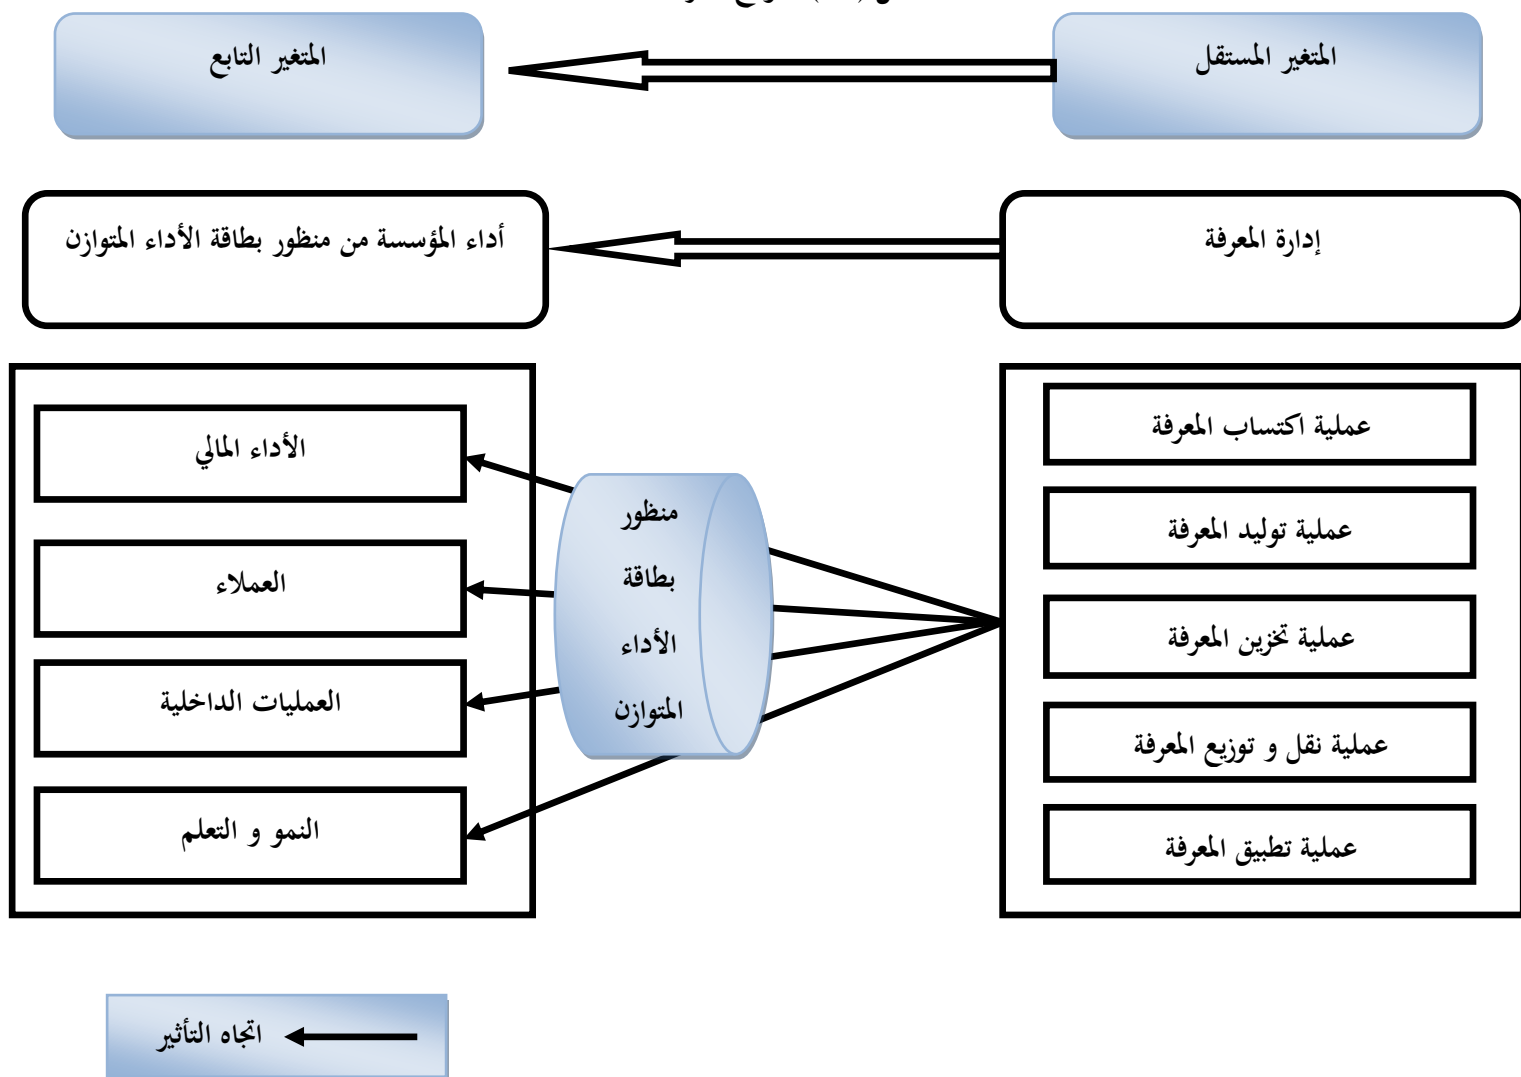 المتغير المستقل
المتغير التابع
إدارة المعرفة
أداء المؤسسة من منظور بطاقة الأداء المتوازن
عملية اكتساب المعرفة
عملية توليد المعرفة
عملية تخزين المعرفة
عملية نقل و توزيع المعرفة
عملية تطبيق المعرفة
منظور
بطاقة
الأداء
المتوازن
الأداء المالي
العملاء
العمليات الداخلية
النمو و التعلم
اتجاه التأثير